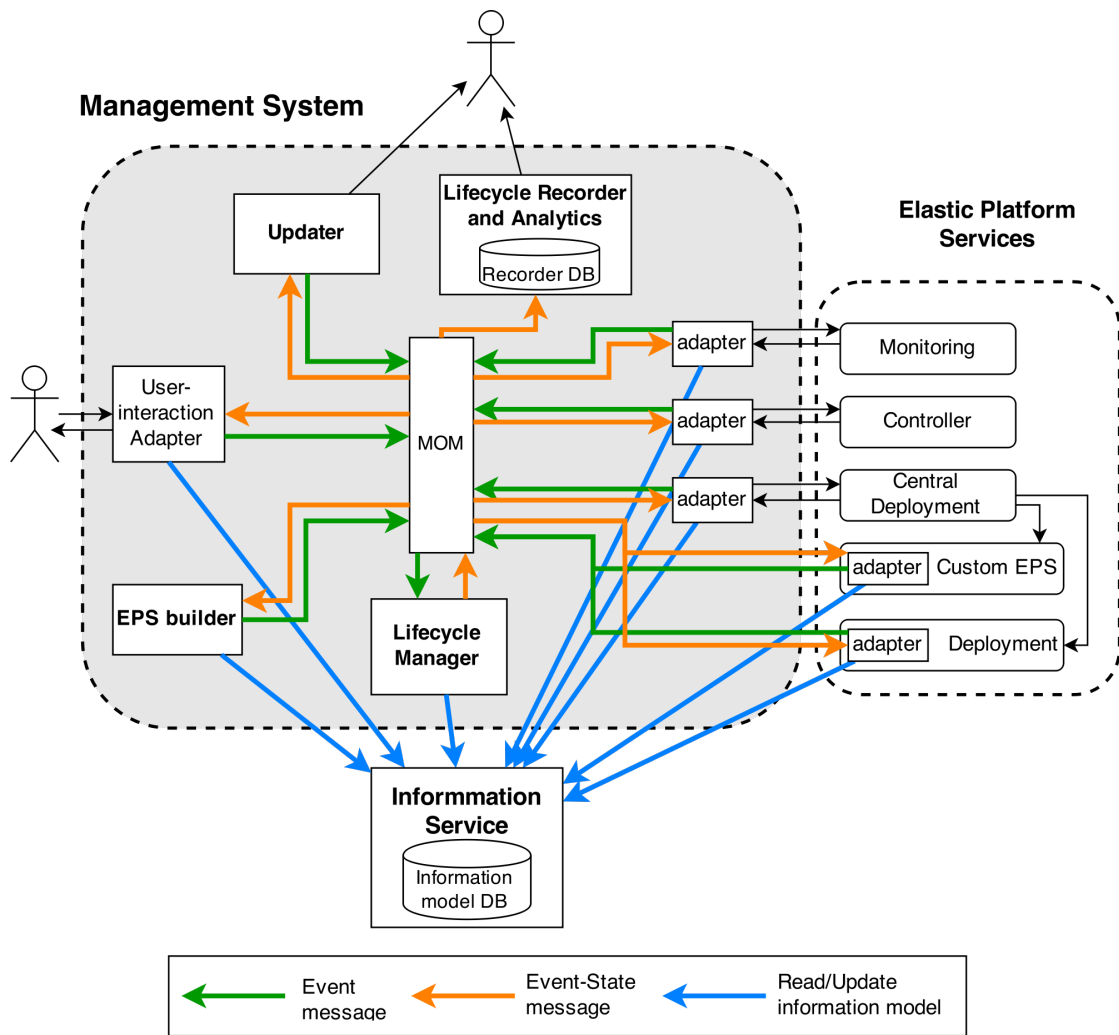 Management System
Lifecycle Recorder
and Analytics
Recorder DB
Updater
Elastic Platform
Services
adapter
Monitoring
User-
interaction
Adapter
MOM
adapter
Controller
adapter
Central
Deployment
adapter
Custom EPS
EPS builder
Lifecycle
Manager
adapter
Deployment
Informmation
Service
Information
model DB
Event
message
Event-State
message
Read/Update
information model